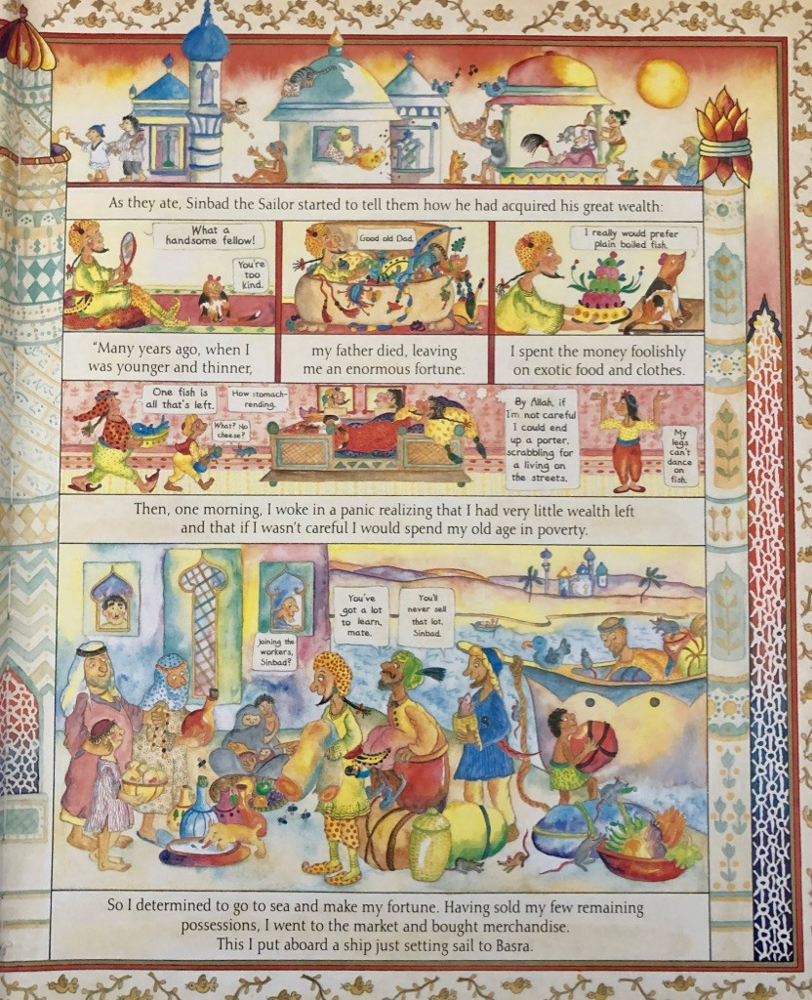 As they ate, Sinbad the Sailor started to tell them how he had acquired his great wealth:
What a
handsome fellow!
You're
too
kind.
Good old Dad.
I really would prefer
plain boiled fish.
"Many years ago, when I
was younger and thinner,
my father died, leaving
me an enormous fortune.
I spent the money foolishly
on exotic food and clothes.
One fish is
all that's left.
What? No
cheese?
How stomach-
rending.
By Allah, if
I'm not careful
I could end
up a porter,
scrabbling for
a living on
the streets.
My
legs
can't
dance
on
fish.
Then, one morning, I woke in a panic realizing that I had very little wealth left
and that if I wasn't careful I would spend my old age in poverty.
Joining the
workers,
Sinbad?
You've
got a lot
to learn,
mate.
You'll
never sell
that lot,
Sinbad.
So I determined to go to sea and make my fortune. Having sold my few remaining
possessions, I went to the market and bought merchandise.
This I put aboard a ship just setting sail to Basra.